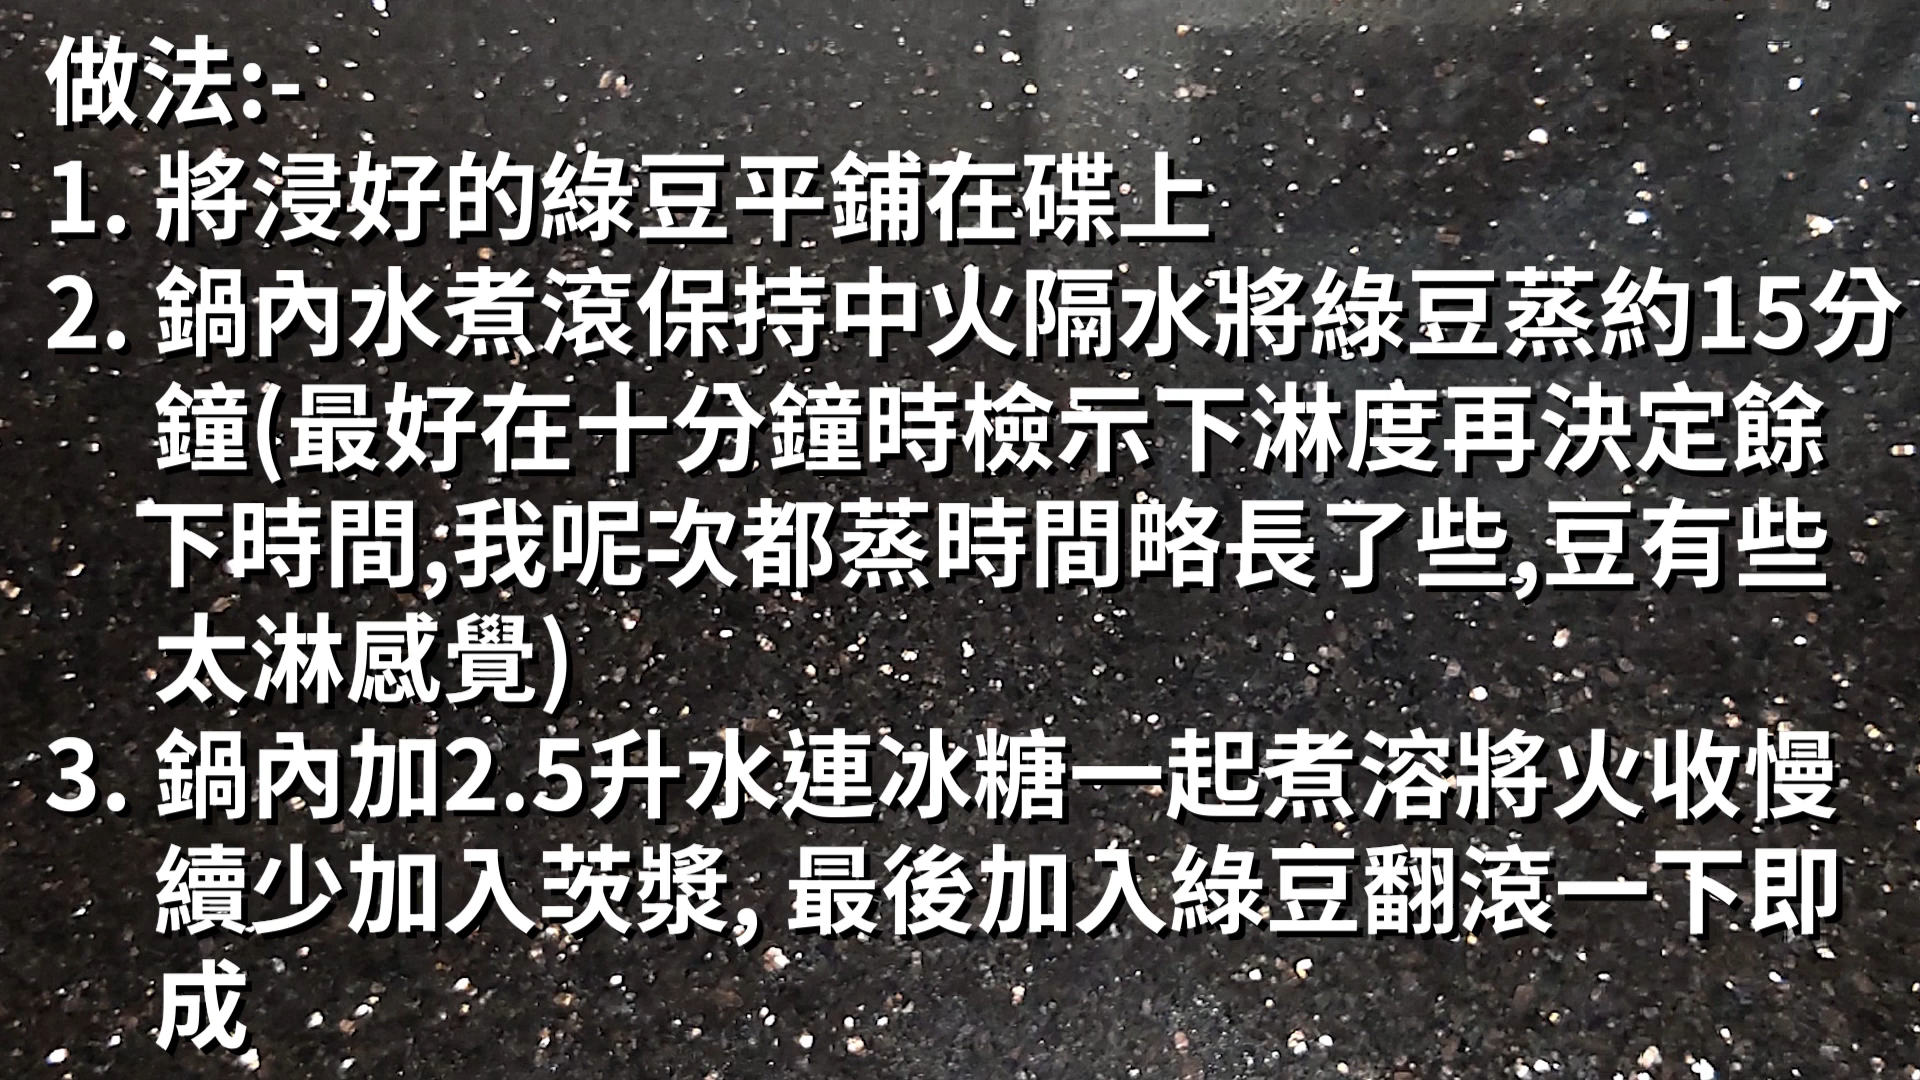 做法:-
1. 將浸好的綠豆平鋪在碟上
2. 鍋內水煮滾保持中火隔水將綠豆蒸約15分
鐘(最好在十分鐘時檢示下淋度再決定餘
下時間,我呢次都蒸時間略長了些,豆有些
太淋感覺)
3. 鍋內加2.5升水連冰糖一起煮溶將火收慢
續少加入茨漿, 最後加入綠豆翻滾一下即
成